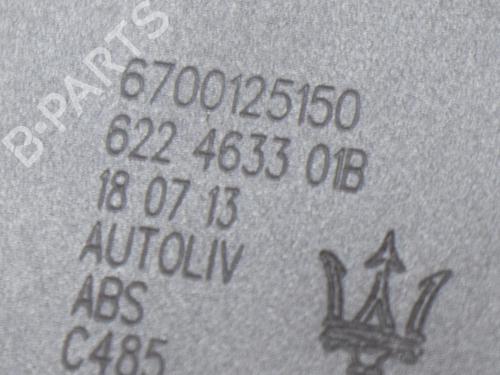 B-PARTS
6700125150
622 4633 01B
18 07 13
AUTOLIV
ABS
C485